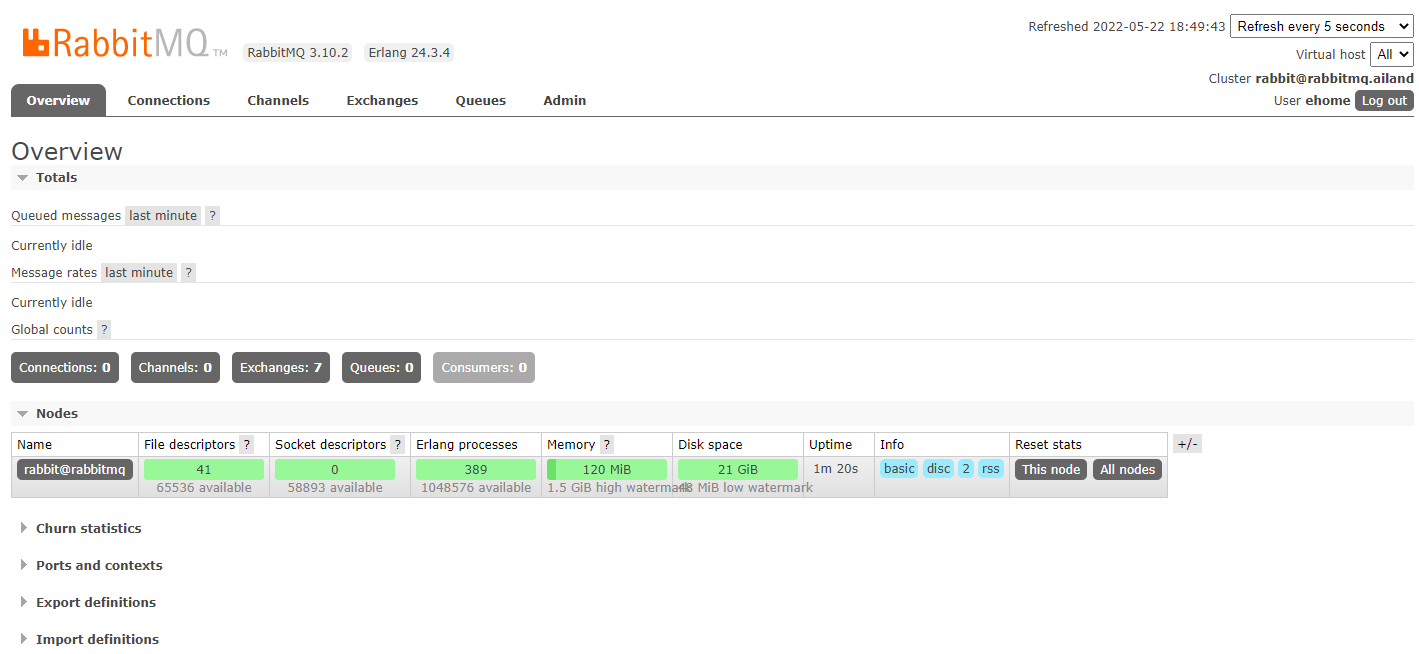 RabbitMQ TM RabbitMQ 3.10.2 Erlang 24.3.4
Refreshed 2022-05-22 18:49:43 Refresh every 5 seconds
Virtual host All
Cluster rabbit@rabbitmq.ailand
User ehome Log out
Overview Connections Channels Exchanges Queues Admin
Overview
Totals
Queued messages last minute ?
Currently idle
Message rates last minute ?
Currently idle
Global counts ?
Connections: 0 Channels: 0 Exchanges: 7 Queues: 0 Consumers: 0
Nodes
Name File descriptors ? Socket descriptors ? Erlang processes Memory ? Disk space Uptime Info Reset stats +/-
rabbit@rabbitmq 41 0 389 120 MiB 21 GiB 1m 20s basic disc 2 rss This node All nodes
65536 available 58893 available 1048576 available 1.5 GiB high watermark 48 MiB low watermark
Churn statistics
Ports and contexts
Export definitions
Import definitions